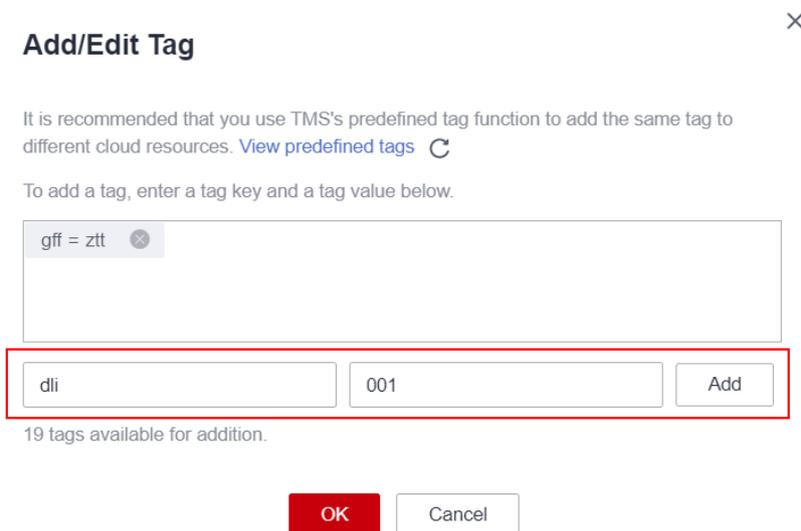 Add/Edit Tag
It is recommended that you use TMS's predefined tag function to add the same tag to
different cloud resources. View predefined tags
To add a tag, enter a tag key and a tag value below.
gff = ztt
dli 001 Add
19 tags available for addition.
OK Cancel